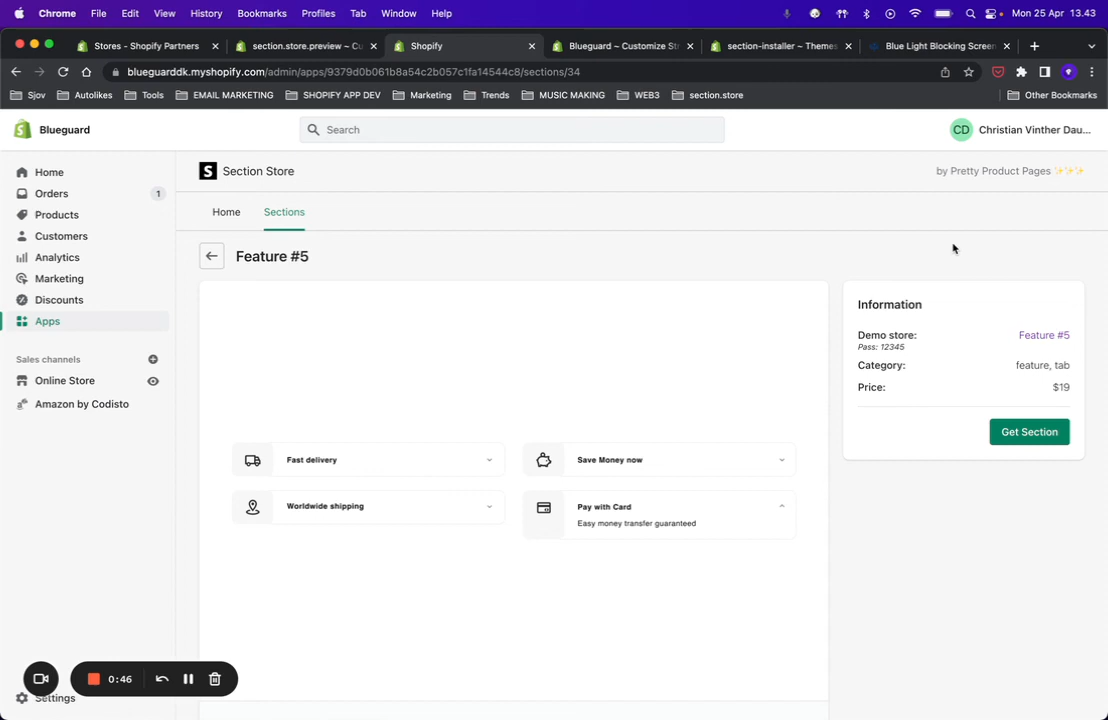 Chrome File Edit View History Bookmarks Profiles Tab Window Help Mon 25 Apr 13.43
Stores - Shopify Partners section.store.preview ~ Cu Shopify Blueguard ~ Customize Str section-installer ~ Themes Blue Light Blocking Screen
blueguarddk.myshopify.com/admin/apps/9379d0b061b8a54c2b057c1fa14544c8/sections/34
Sjov Autolikes Tools EMAIL MARKETING SHOPIFY APP DEV Marketing Trends MUSIC MAKING WEB3 section.store Other Bookmarks
Blueguard Search CD Christian Vinther Dau...
Home
Orders 1
Products
Customers
Analytics
Marketing
Discounts
Apps
Sales channels
Online Store
Amazon by Codisto
Settings
S Section Store by Pretty Product Pages ✨✨✨
Home Sections
Feature #5
Fast delivery
Save Money now
Worldwide shipping
Pay with Card
Easy money transfer guaranteed
Information
Demo store: Feature #5
Pass: 12345
Category: feature, tab
Price: $19
Get Section
0:46